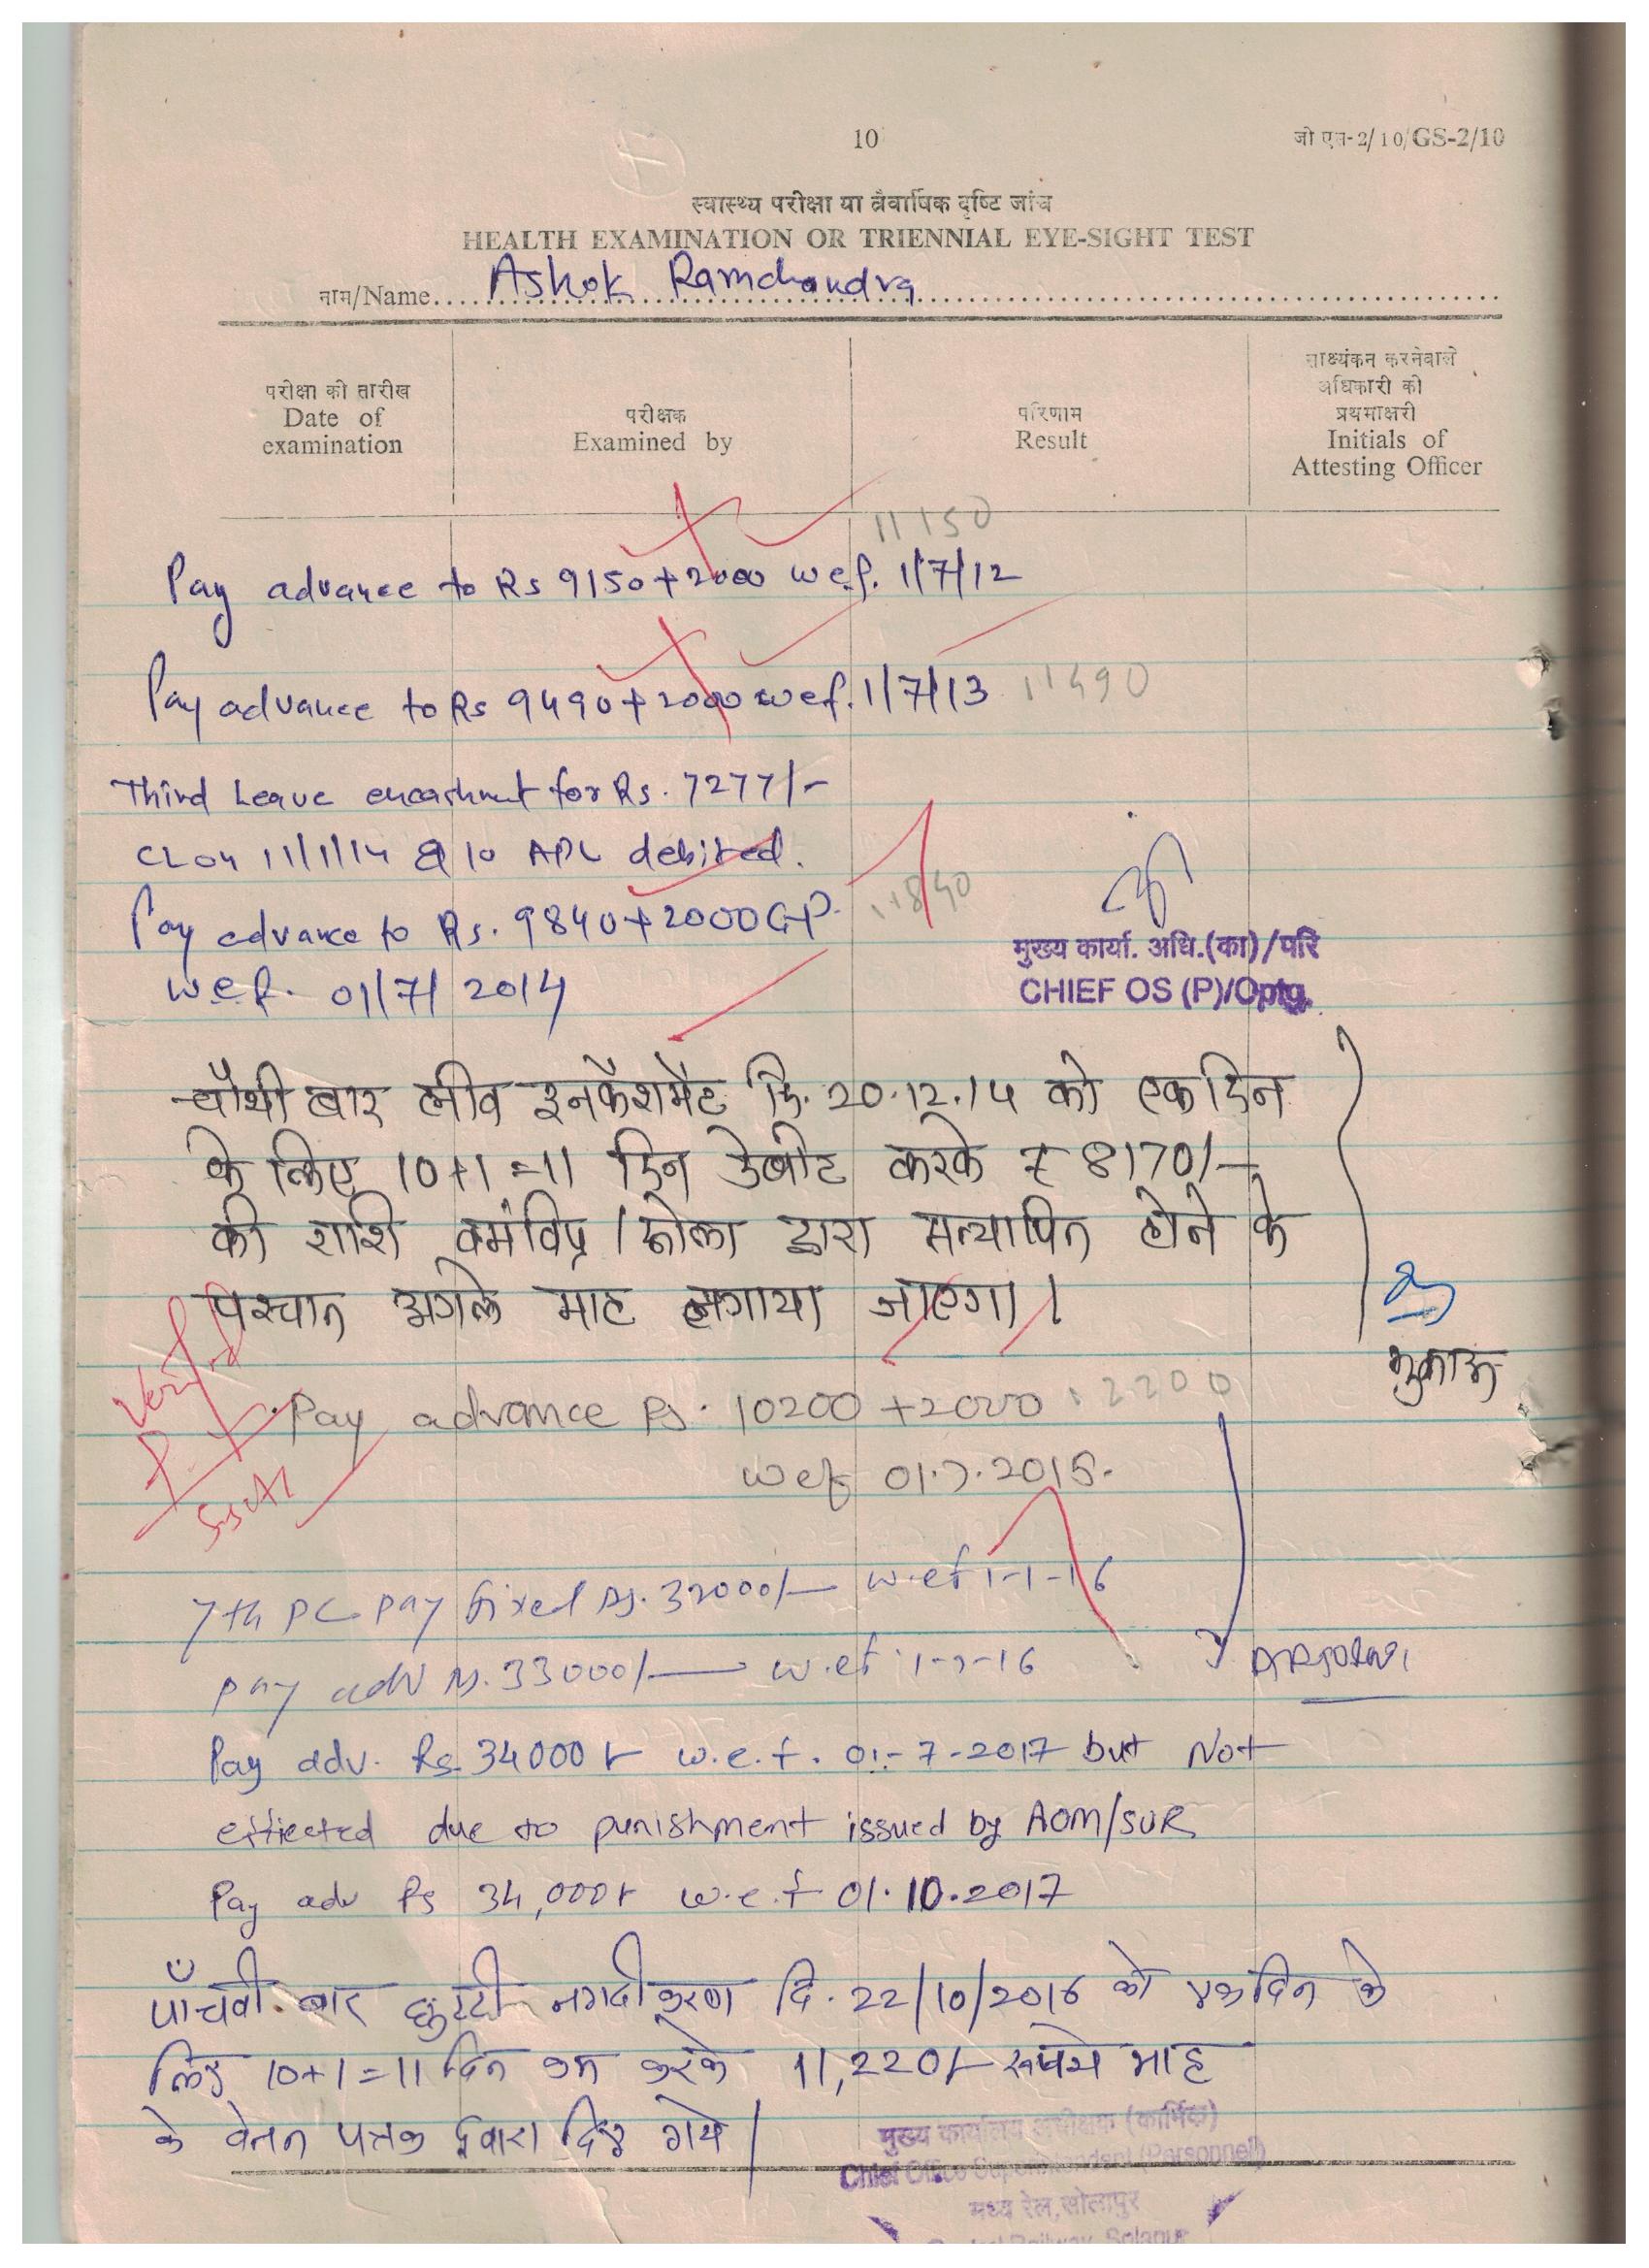 10
जी एस-2/10/GS-2/10
स्वास्थ्य परीक्षा या त्रैवार्षिक दृष्टि जांच
HEALTH EXAMINATION OR TRIENNIAL EYE-SIGHT TEST
नाम/Name.... Ashok Ramchandra
परीक्षा की तारीख
Date of
examination
परीक्षक
Examined by
परिणाम
Result
साक्ष्यंकन करनेवाले
अधिकारी की
प्रथमाक्षरी
Initials of
Attesting Officer
11150
Pay advance to Rs 9150+2000 wef. 1/7/12
Pay advance to Rs 9490+2000 wef. 1/7/13 11490
Third Leave encashment for Rs. 7277/-
CL on 11/1/14 & 10 APL debited.
Pay advance to Rs. 9840+2000 GP. 11840
w.e.f. 01/7/2014
मुख्य कार्या. अधि.(का)/परि
CHIEF OS (P)/Optg.
चौथी बार लीव इनकैशमैंट दि. 20.12.14 को एक दिन
के लिए 10+1=11 दिन डेबीट करके ₹ 8170/-
की राशि वमंविप्र/सोला द्वारा सत्यापित होने के
पश्चात अगले माह लगाया जाएगा।
Verified
Pay advance Rs. 10200+2000 12200
wef 01.7.2015.
7th PC pay fixed Rs. 32000/- w.ef 1-1-16
pay adv Rs. 33000/- w.ef 1-7-16
Pay adv. Rs. 34000/- w.e.f. 01-7-2017 but Not
effected due to punishment issued by AOM/SUR
Pay adv Rs 34,000/- w.e.f 01.10.2017
पाँचवी बार छुट्टी नगदीकरण दि. 22/10/2016 को एक दिन के
लिए 10+1=11 दिन कम करके 11,220/- रूपये माह
के वेतन पत्रक द्वारा दिए गये।
मुख्य कार्यालय अधीक्षक (कार्मिक)
Chief Office Superintendent (Personnel)
मध्य रेल, सोलापुर
Central Railway, Solapur